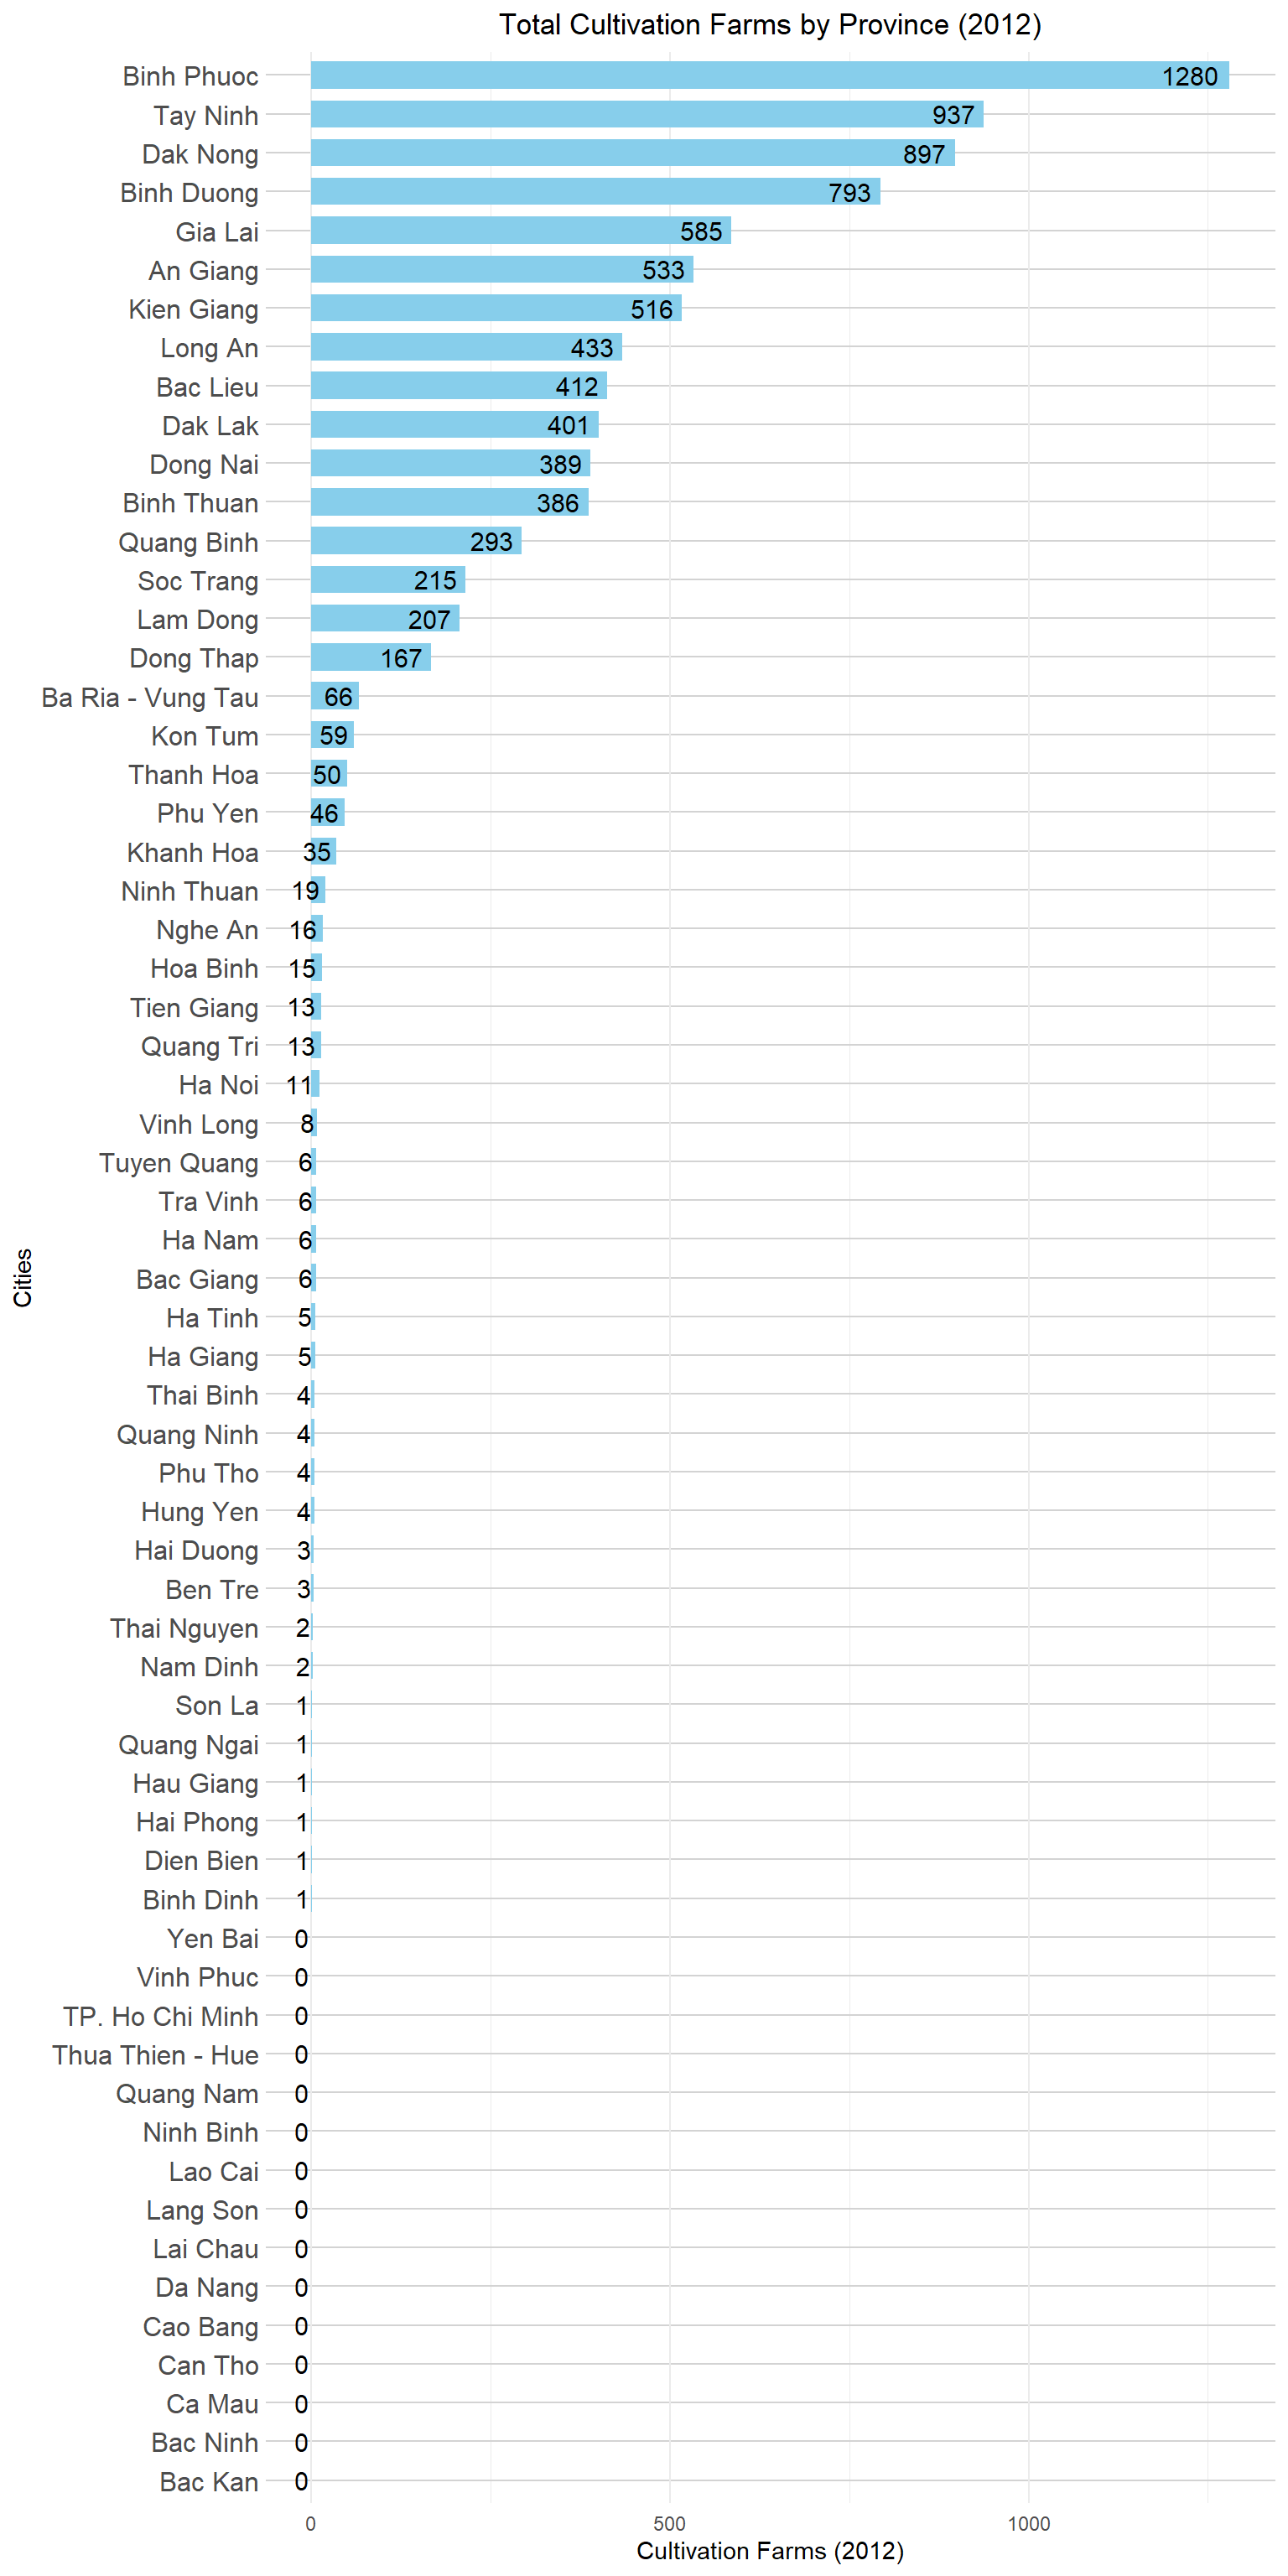 Total Cultivation Farms by Province (2012)
Binh Phuoc 1280
Tay Ninh 937
Dak Nong 897
Binh Duong 793
Gia Lai 585
An Giang 533
Kien Giang 516
Long An 433
Bac Lieu 412
Dak Lak 401
Dong Nai 389
Binh Thuan 386
Quang Binh 293
Soc Trang 215
Lam Dong 207
Dong Thap 167
Ba Ria - Vung Tau 66
Kon Tum 59
Thanh Hoa 50
Phu Yen 46
Khanh Hoa 35
Ninh Thuan 19
Nghe An 16
Hoa Binh 15
Tien Giang 13
Quang Tri 13
Ha Noi 11
Vinh Long 8
Tuyen Quang 6
Tra Vinh 6
Ha Nam 6
Bac Giang 6
Ha Tinh 5
Ha Giang 5
Thai Binh 4
Quang Ninh 4
Phu Tho 4
Hung Yen 4
Hai Duong 3
Ben Tre 3
Thai Nguyen 2
Nam Dinh 2
Son La 1
Quang Ngai 1
Hau Giang 1
Hai Phong 1
Dien Bien 1
Binh Dinh 1
Yen Bai 0
Vinh Phuc 0
TP. Ho Chi Minh 0
Thua Thien - Hue 0
Quang Nam 0
Ninh Binh 0
Lao Cai 0
Lang Son 0
Lai Chau 0
Da Nang 0
Cao Bang 0
Can Tho 0
Ca Mau 0
Bac Ninh 0
Bac Kan 0
Cities
0 500 1000
Cultivation Farms (2012)